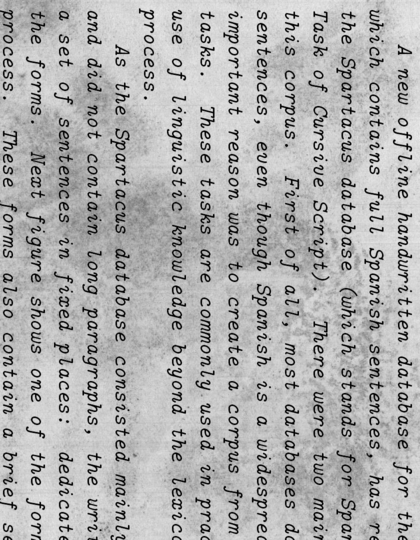 A new offline handwritten database for the
which contains full Spanish sentences, has re
the Spartacus database (which stands for Spar
Task of Cursive Script). There were two main
this corpus. First of all, most databases do
sentences, even though Spanish is a widesprea
important reason was to create a corpus from
tasks. These tasks are commonly used in prac
use of linguistic knowledge beyond the lexico
process.
As the Spartacus database consisted mainly
and did not contain long paragraphs, the writ
a set of sentences in fixed places: dedicate
the forms. Next figure shows one of the form
process. These forms also contain a brief se